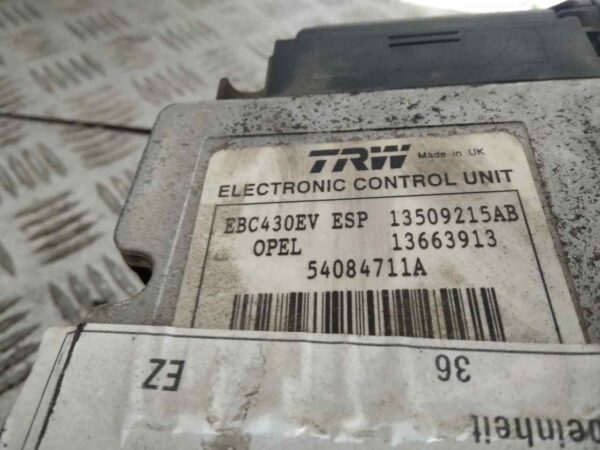 TRW Made in UK
ELECTRONIC CONTROL UNIT
EBC430EV ESP 13509215AB
OPEL 13663913
54084711A
36
EZ